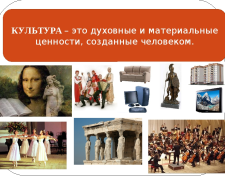 КУЛЬТУРА – это духовные и материальные
ценности, созданные человеком.